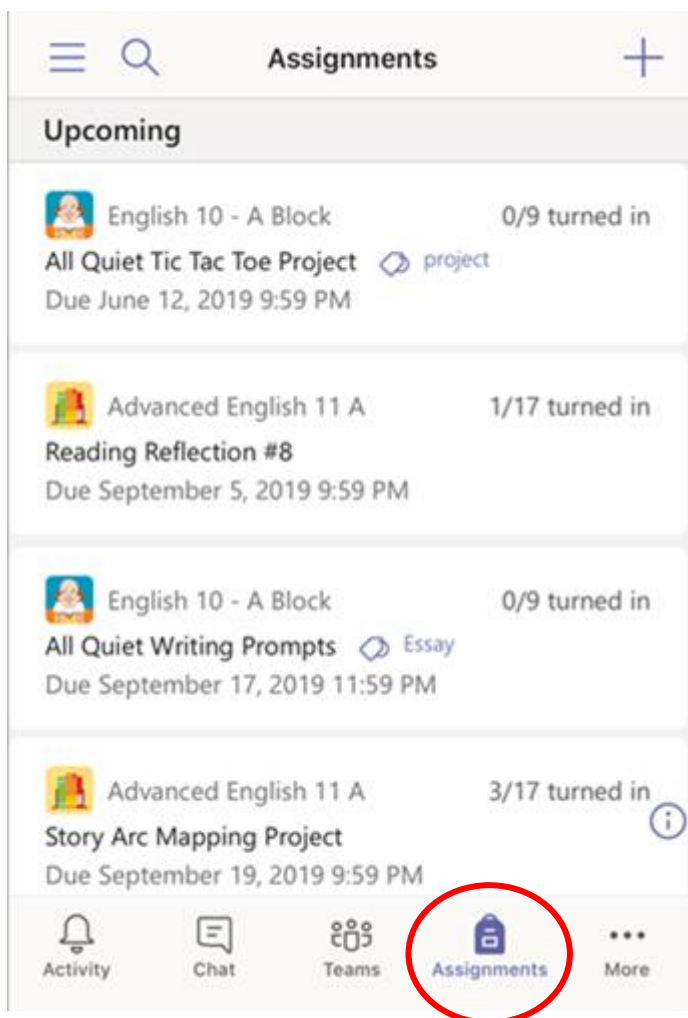 Assignments
Upcoming
English 10 - A Block 0/9 turned in
All Quiet Tic Tac Toe Project project
Due June 12, 2019 9:59 PM
Advanced English 11 A 1/17 turned in
Reading Reflection #8
Due September 5, 2019 9:59 PM
English 10 - A Block 0/9 turned in
All Quiet Writing Prompts Essay
Due September 17, 2019 11:59 PM
Advanced English 11 A 3/17 turned in
Story Arc Mapping Project
Due September 19, 2019 9:59 PM
Activity Chat Teams Assignments More